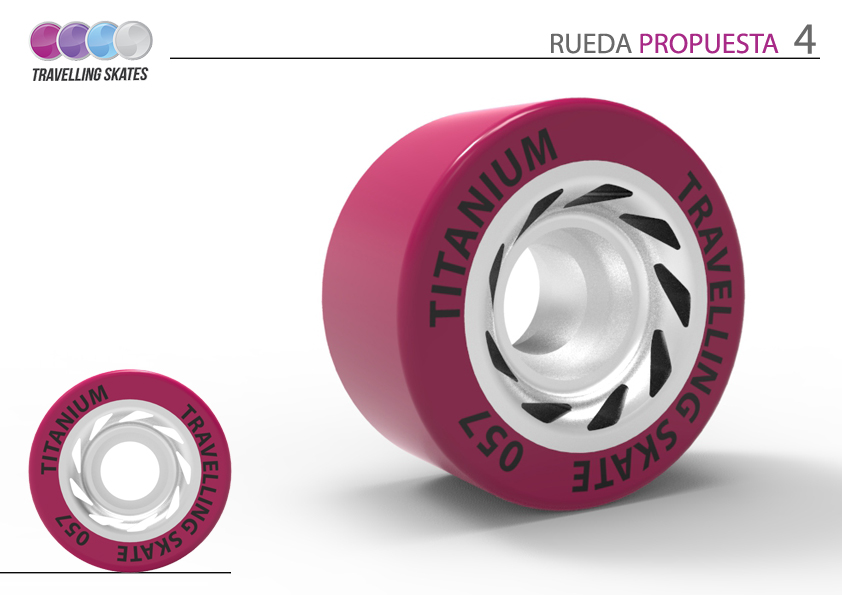 TRAVELLING SKATES
RUEDA PROPUESTA 4
TITANIUM
TRAVELLING SKATE
057
TITANIUM
TRAVELLING SKATE
057